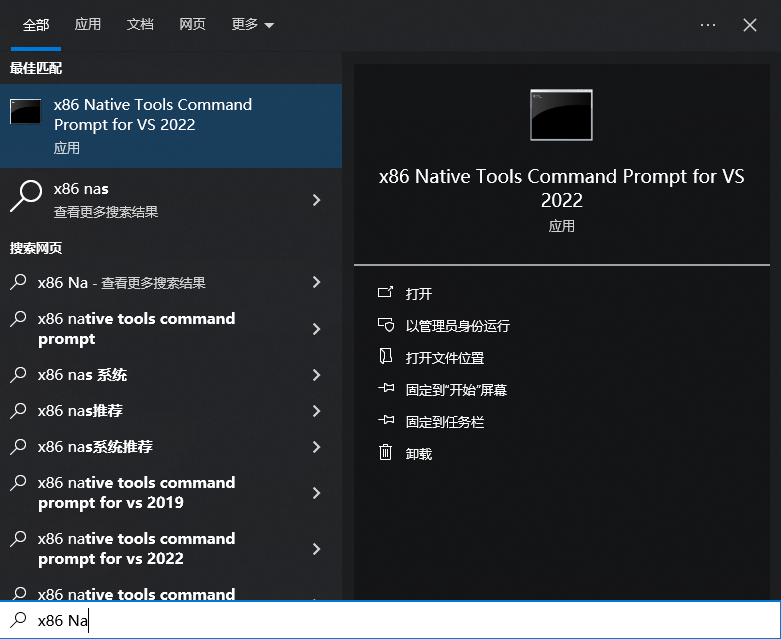 全部 应用 文档 网页 更多
最佳匹配
x86 Native Tools Command
Prompt for VS 2022
应用
x86 nas
查看更多搜索结果
搜索网页
x86 Na - 查看更多搜索结果
x86 native tools command
prompt
x86 nas 系统
x86 nas推荐
x86 nas系统推荐
x86 native tools command
prompt for vs 2019
x86 native tools command
prompt for vs 2022
x86 native tools command
x86 Native Tools Command Prompt for VS
2022
应用
打开
以管理员身份运行
打开文件位置
固定到"开始"屏幕
固定到任务栏
卸载
x86 Na